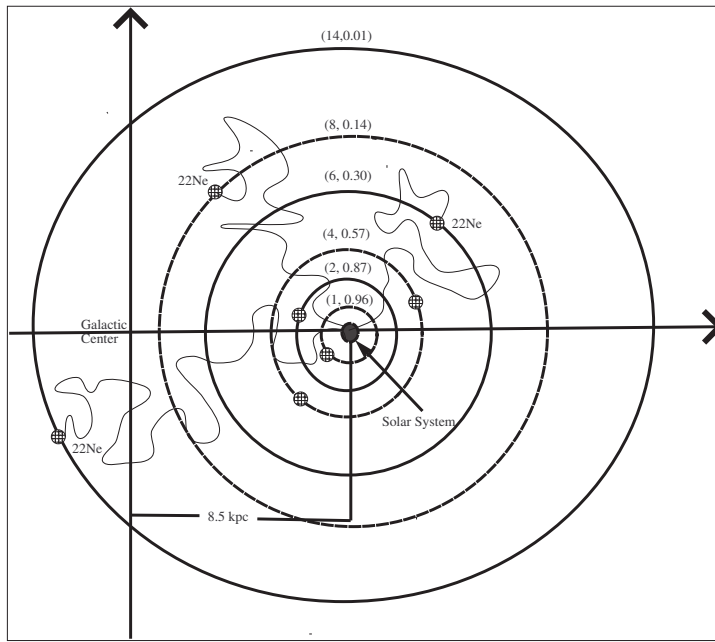 (14,0.01)
(8, 0.14)
(6, 0.30)
22Ne
22Ne
(4, 0.57)
(2, 0.87)
(1, 0.96)
Galactic
Center
Solar System
22Ne
8.5 kpc